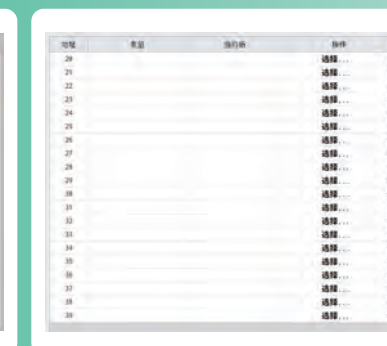 地址 数量 操作
20 选择...
21 选择...
22 选择...
23 选择...
24 选择...
25 选择...
26 选择...
27 选择...
28 选择...
29 选择...
30 选择...
31 选择...
32 选择...
33 选择...
34 选择...
35 选择...
36 选择...
37 选择...
38 选择...
39 选择...